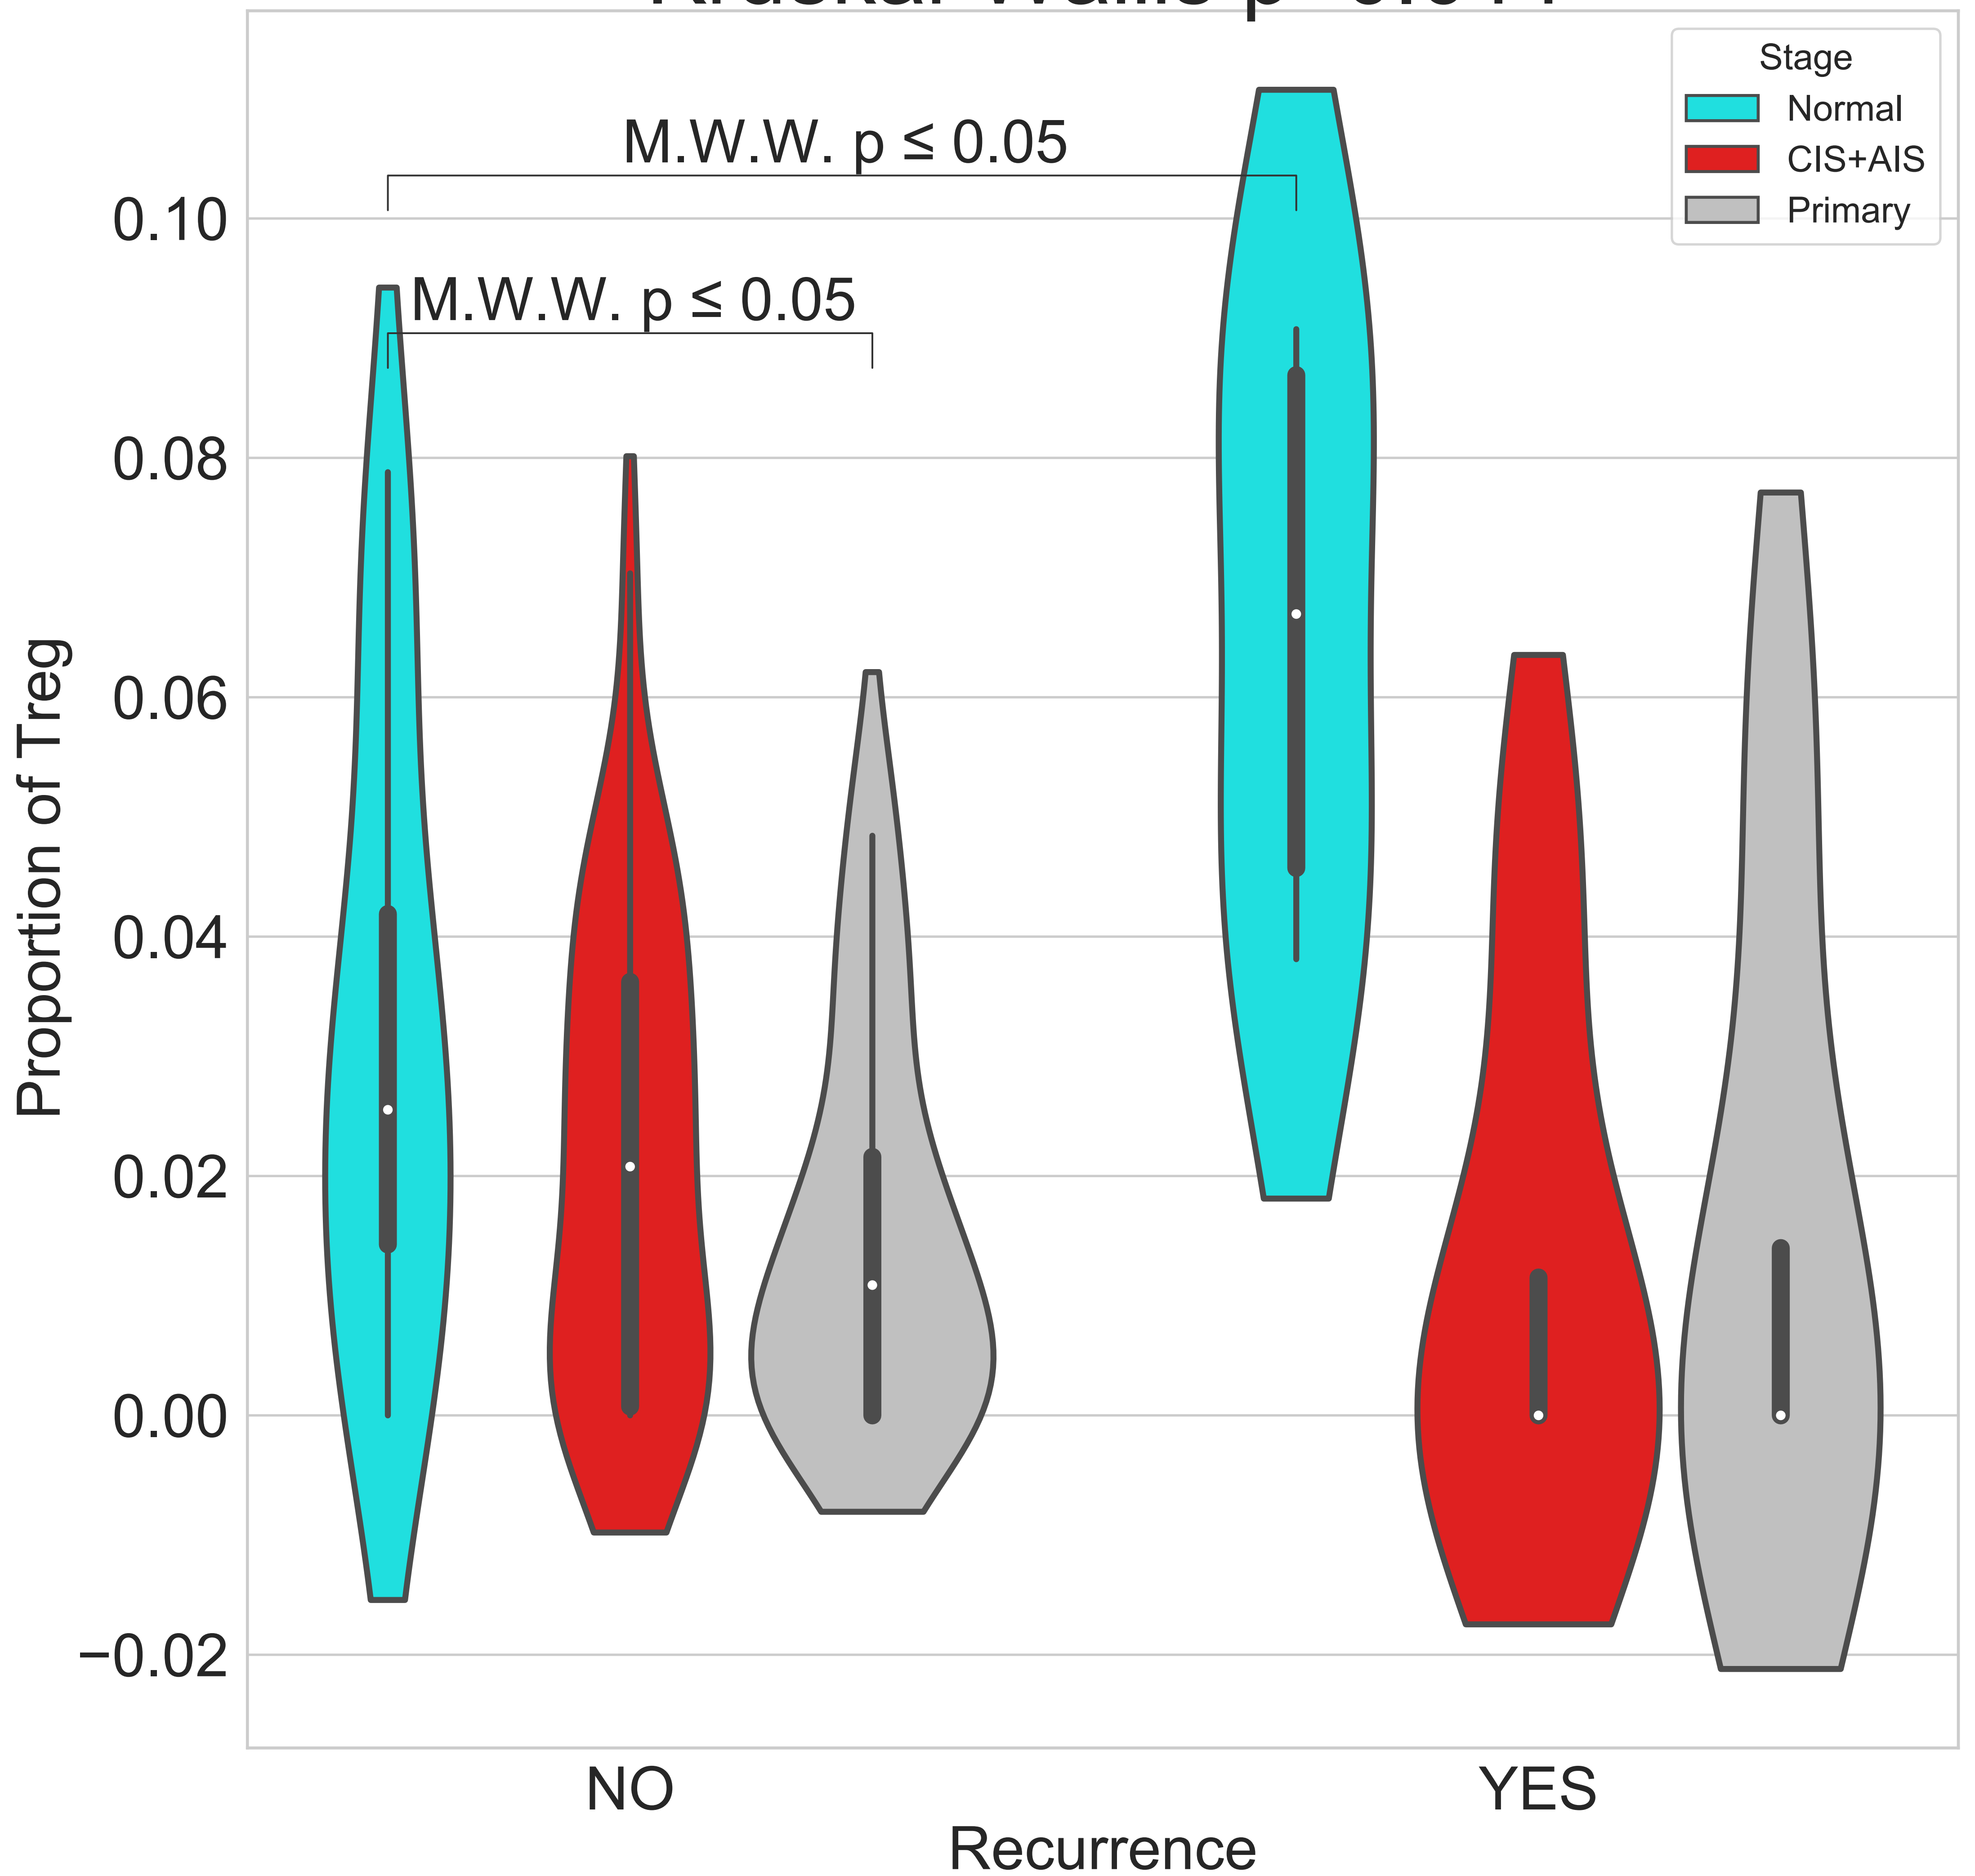 Stage
Normal
CIS+AIS
Primary
M.W.W. p ≤ 0.05
M.W.W. p ≤ 0.05
0.10
0.08
0.06
0.04
0.02
0.00
−0.02
Proportion of Treg
NO
YES
Recurrence